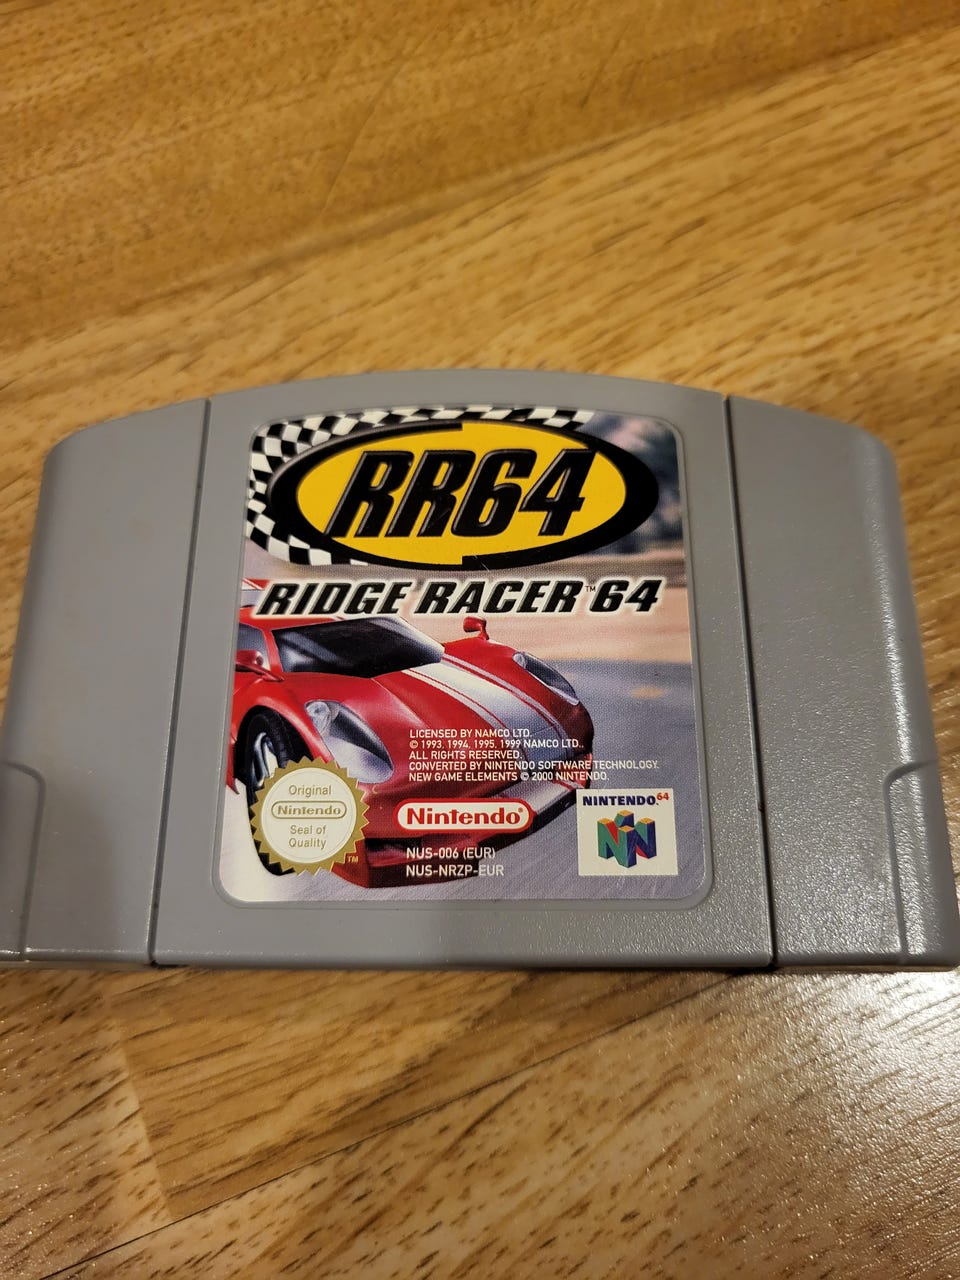 RR64
RIDGE RACER™ 64
LICENSED BY NAMCO LTD.
© 1993, 1994, 1995, 1999 NAMCO LTD.,
ALL RIGHTS RESERVED.
CONVERTED BY NINTENDO SOFTWARE TECHNOLOGY.
NEW GAME ELEMENTS © 2000 NINTENDO.
Original
Nintendo
Seal of
Quality
TM
Nintendo®
NUS-006 (EUR)
NUS-NRZP-EUR
NINTENDO64